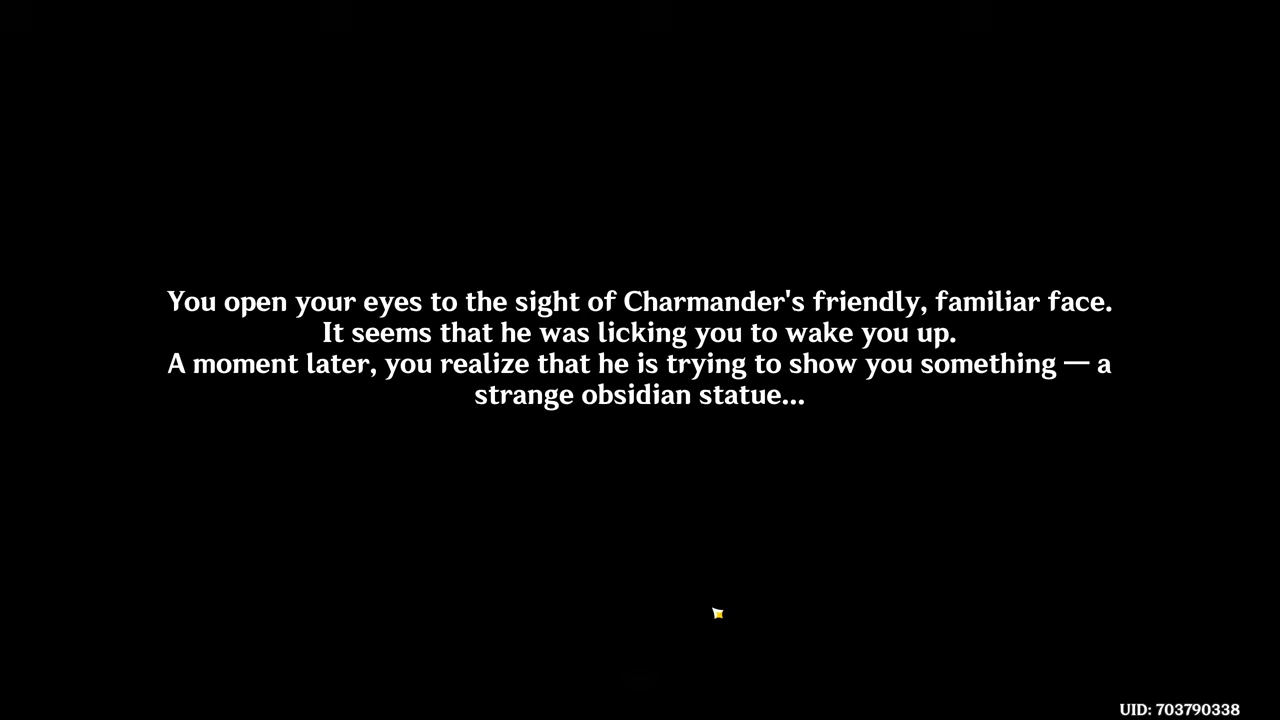 You open your eyes to the sight of Charmander's friendly, familiar face.
It seems that he was licking you to wake you up.
A moment later, you realize that he is trying to show you something — a
strange obsidian statue...
UID: 703790338